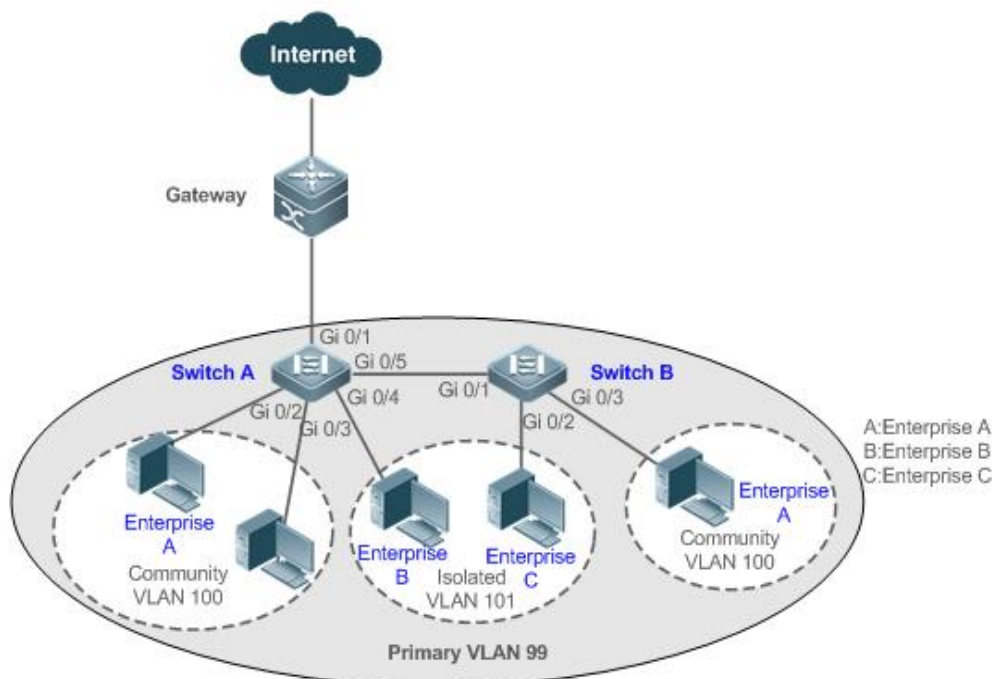 Internet
Gateway
Gi 0/1
Switch A
Gi 0/5
Gi 0/1
Switch B
Gi 0/2
Gi 0/3
Gi 0/4
Gi 0/2
Gi 0/3
A:Enterprise A
B:Enterprise B
C:Enterprise C
Enterprise
A
Community
VLAN 100
Enterprise
B
Enterprise
C
Isolated
VLAN 101
Enterprise
A
Community
VLAN 100
Primary VLAN 99